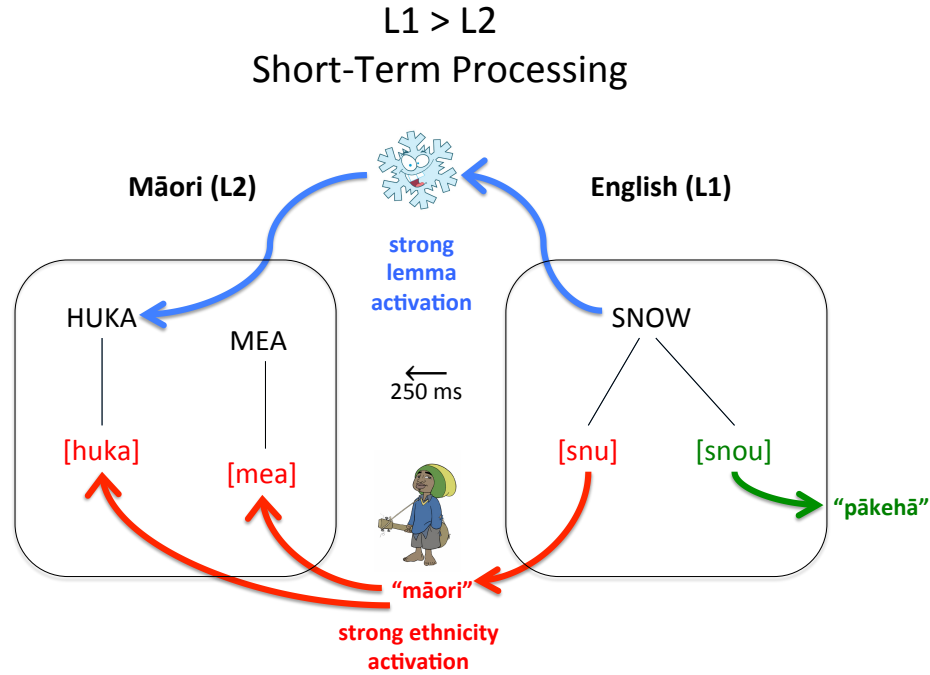 L1 > L2
Short-Term Processing
Māori (L2)
English (L1)
strong
lemma
activation
HUKA
MEA
SNOW
←
250 ms
[huka]
[mea]
[snu]
[snou]
"pākehā"
"māori"
strong ethnicity
activation